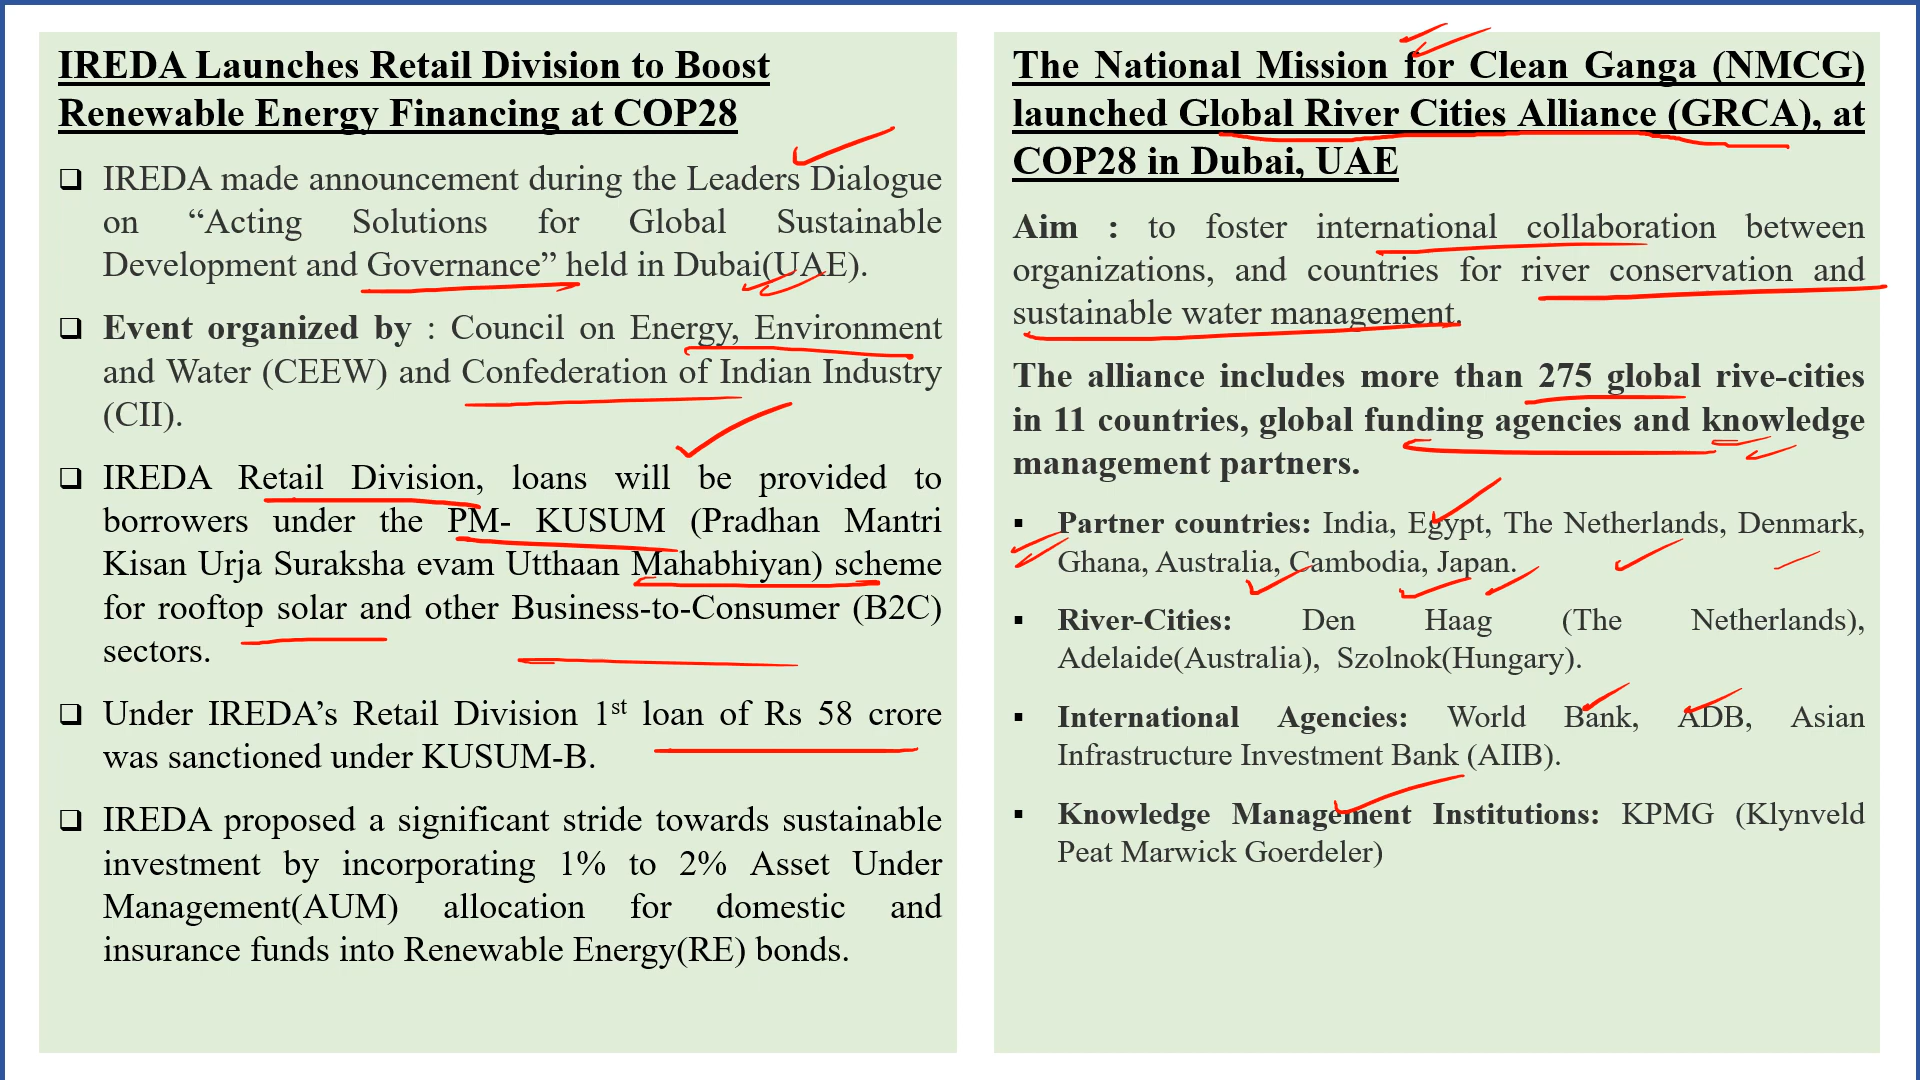 IREDA Launches Retail Division to Boost
Renewable Energy Financing at COP28
IREDA made announcement during the Leaders Dialogue
on “Acting Solutions for Global Sustainable
Development and Governance” held in Dubai(UAE).
Event organized by : Council on Energy, Environment
and Water (CEEW) and Confederation of Indian Industry
(CII).
IREDA Retail Division, loans will be provided to
borrowers under the PM- KUSUM (Pradhan Mantri
Kisan Urja Suraksha evam Utthaan Mahabhiyan) scheme
for rooftop solar and other Business-to-Consumer (B2C)
sectors.
Under IREDA’s Retail Division 1st loan of Rs 58 crore
was sanctioned under KUSUM-B.
IREDA proposed a significant stride towards sustainable
investment by incorporating 1% to 2% Asset Under
Management(AUM) allocation for domestic and
insurance funds into Renewable Energy(RE) bonds.
The National Mission for Clean Ganga (NMCG)
launched Global River Cities Alliance (GRCA), at
COP28 in Dubai, UAE
Aim : to foster international collaboration between
organizations, and countries for river conservation and
sustainable water management.
The alliance includes more than 275 global rive-cities
in 11 countries, global funding agencies and knowledge
management partners.
Partner countries: India, Egypt, The Netherlands, Denmark,
Ghana, Australia, Cambodia, Japan.
River-Cities: Den Haag (The Netherlands),
Adelaide(Australia), Szolnok(Hungary).
International Agencies: World Bank, ADB, Asian
Infrastructure Investment Bank (AIIB).
Knowledge Management Institutions: KPMG (Klynveld
Peat Marwick Goerdeler)